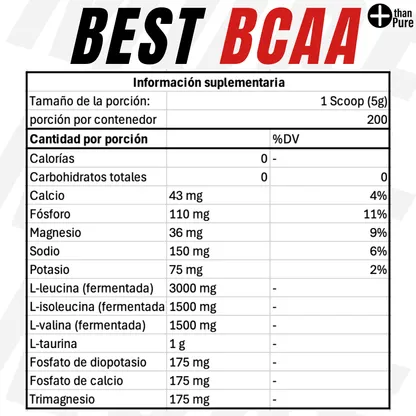 BEST BCAA
than
Pure
Información suplementaria
Tamaño de la porción: 1 Scoop (5g)
porción por contenedor 200
Cantidad por porción %DV
Calorías 0 -
Carbohidratos totales 0 0
Calcio 43 mg 4%
Fósforo 110 mg 11%
Magnesio 36 mg 9%
Sodio 150 mg 6%
Potasio 75 mg 2%
L-leucina (fermentada) 3000 mg -
L-isoleucina (fermentada 1500 mg -
L-valina (fermentada) 1500 mg -
L-taurina 1 g -
Fosfato de diopotasio 175 mg -
Fosfato de calcio 175 mg -
Trimagnesio 175 mg -